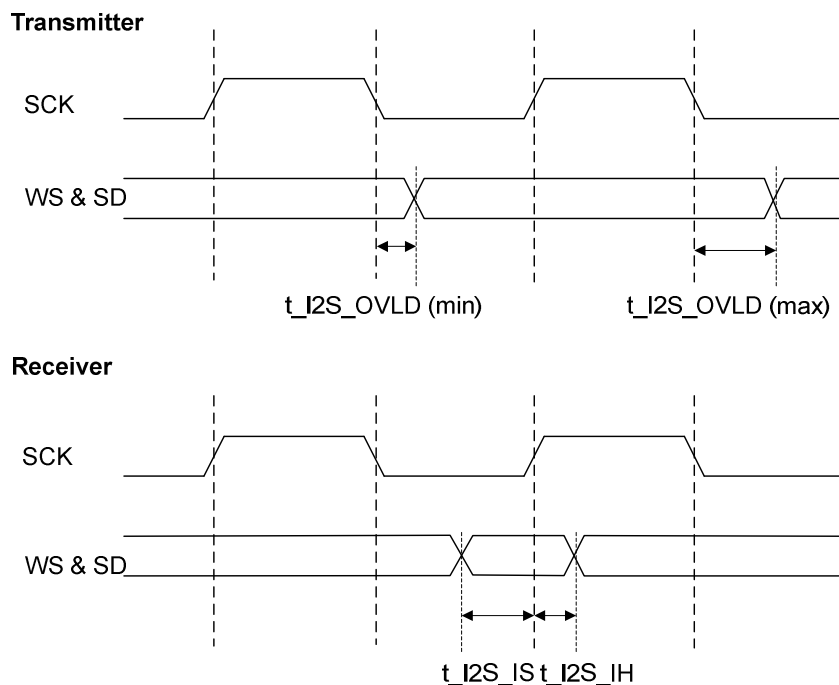 Transmitter
SCK
WS & SD
t_I2S_OVLD (min) t_I2S_OVLD (max)
Receiver
SCK
WS & SD
t_I2S_IS t_I2S_IH